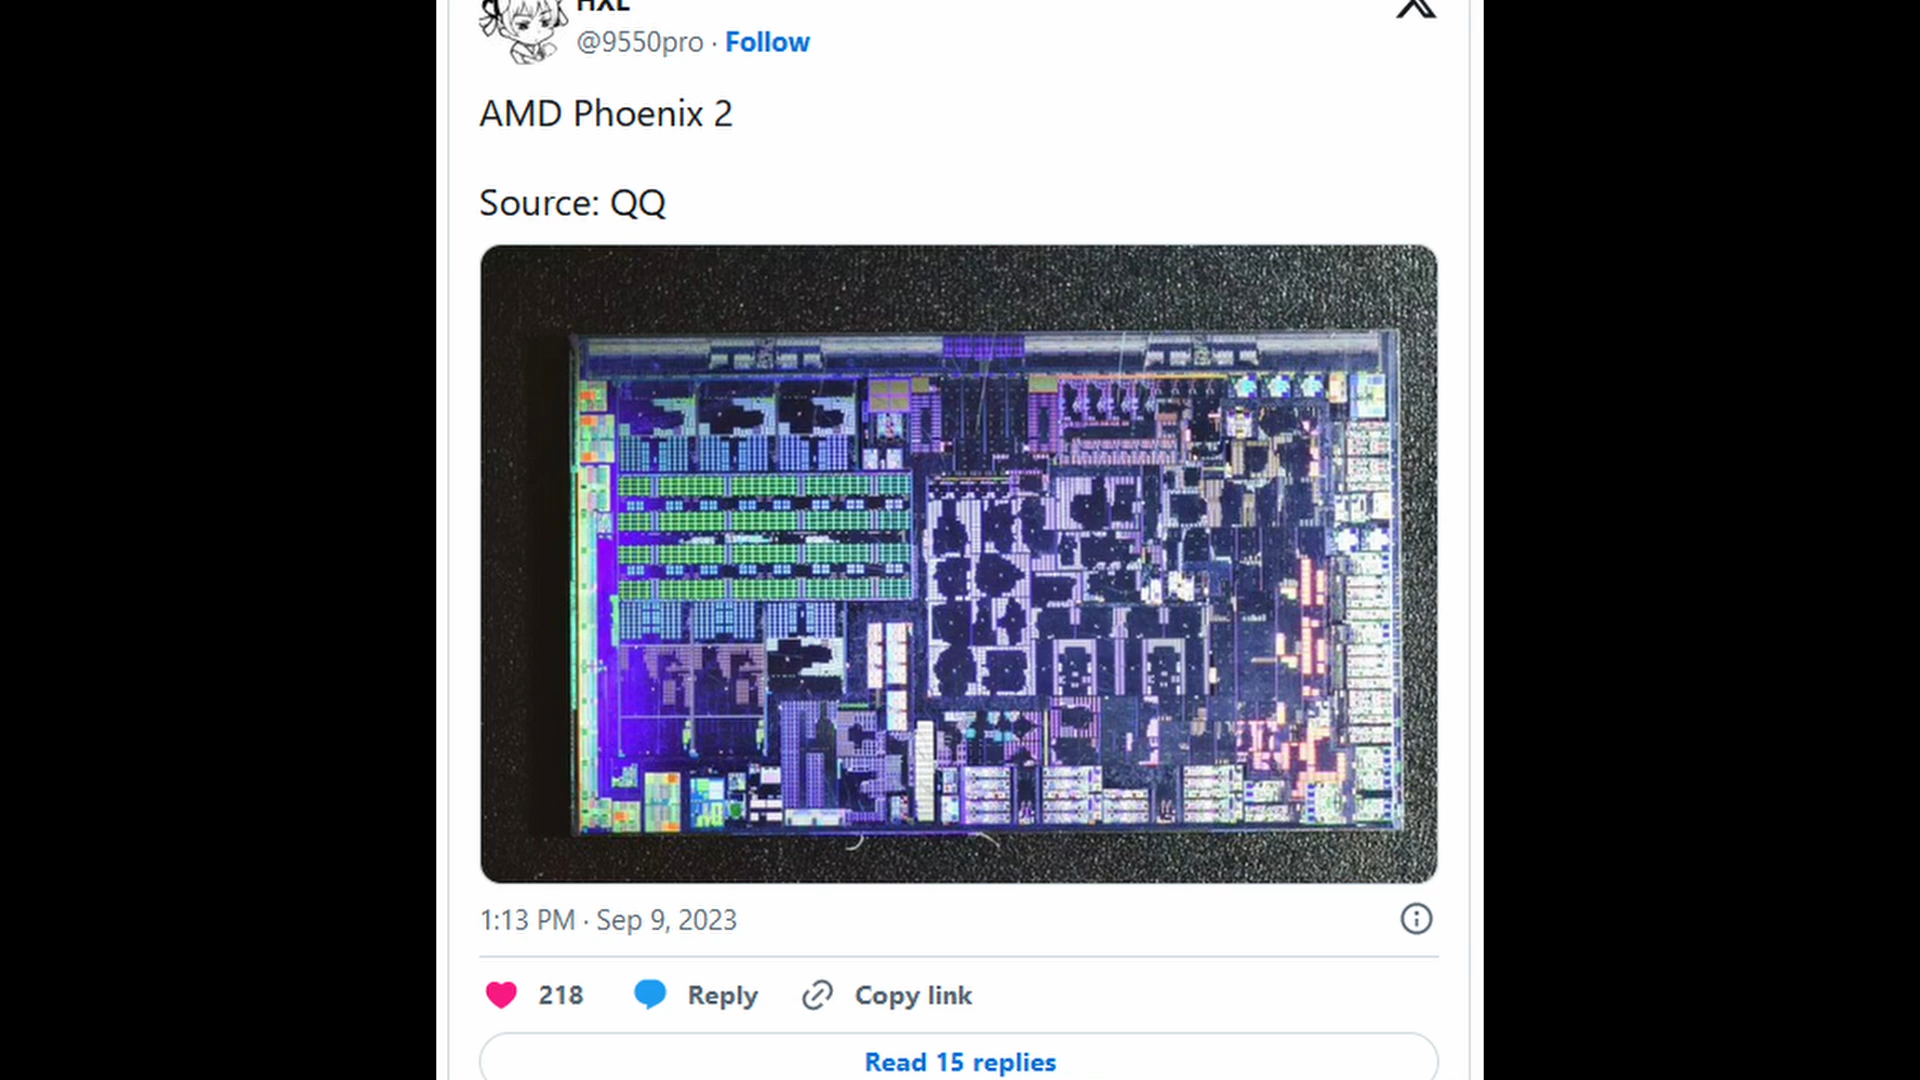 HXL
@9550pro · Follow
AMD Phoenix 2
Source: QQ
1:13 PM · Sep 9, 2023
218 Reply Copy link
Read 15 replies